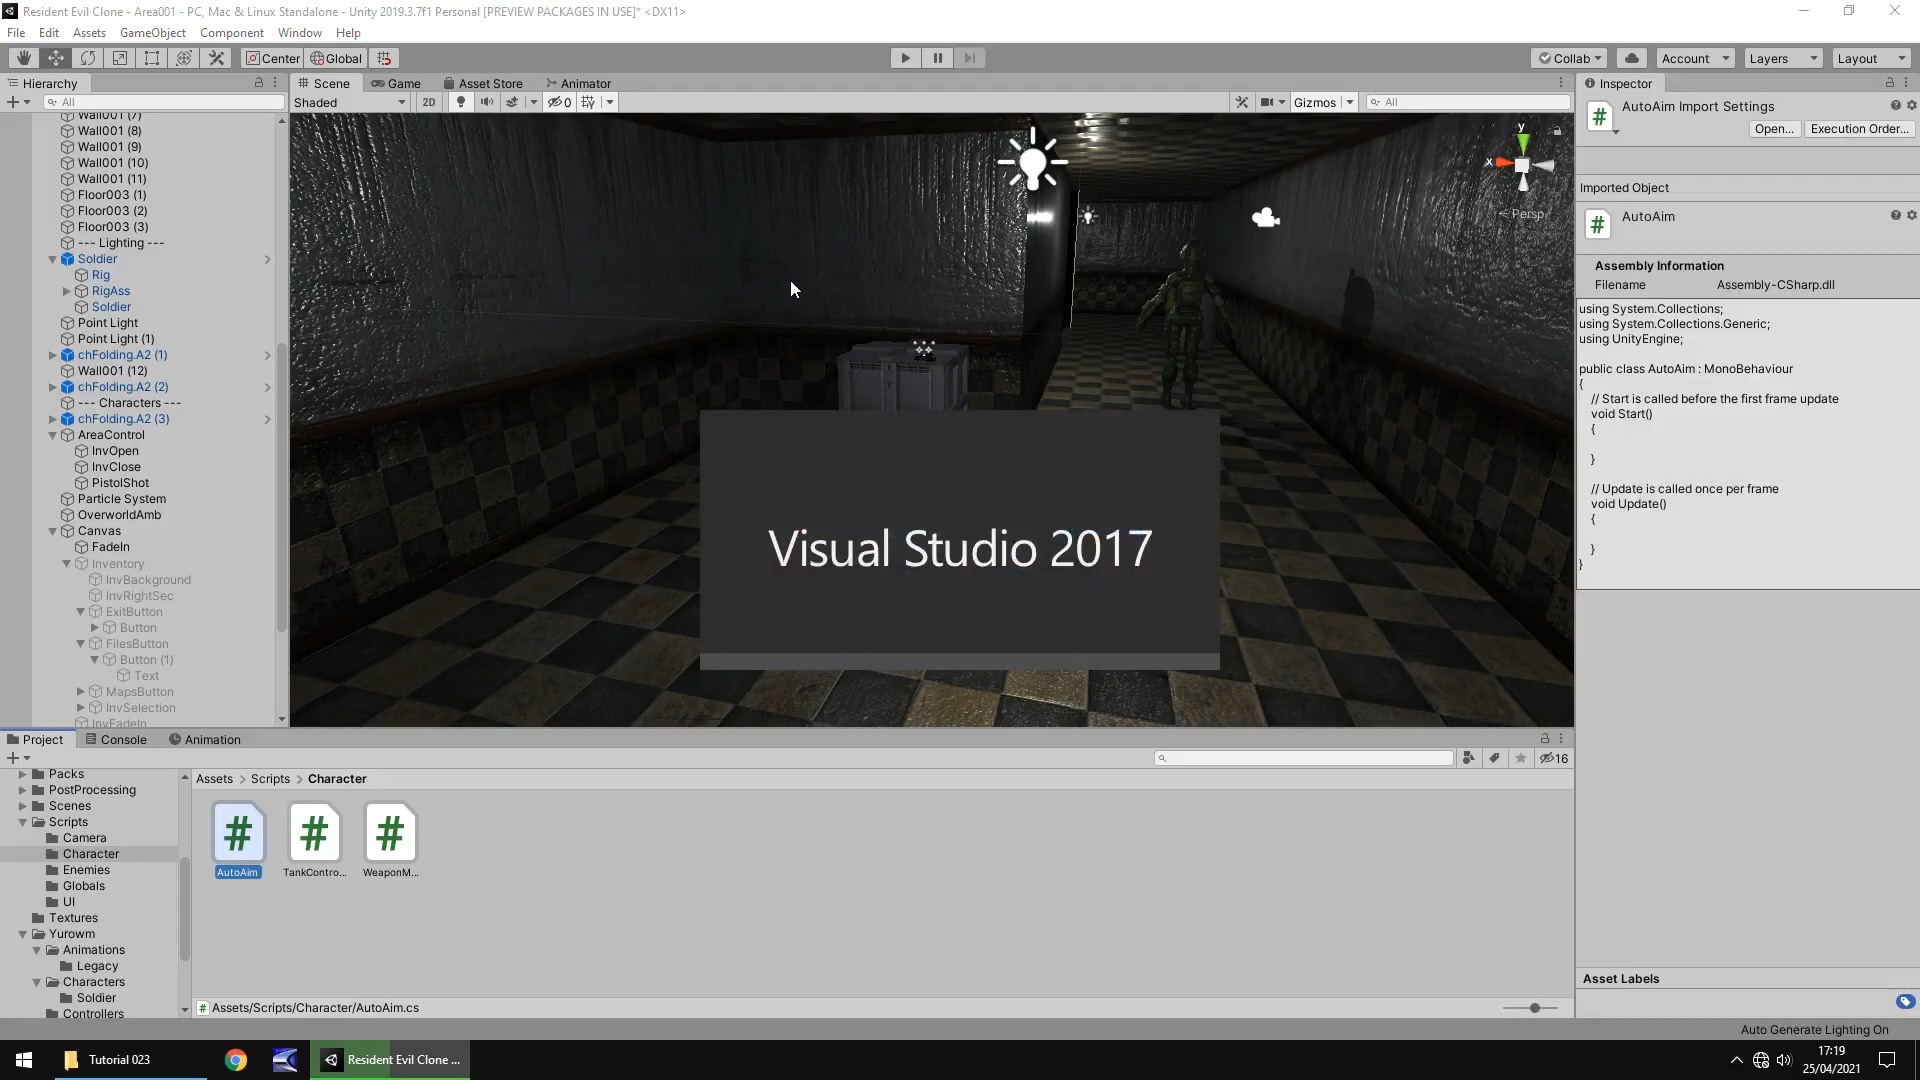 Resident Evil Clone - Area001 - PC, Mac & Linux Standalone - Unity 2019.3.7f1 Personal [PREVIEW PACKAGES IN USE]* <DX11>
File Edit Assets GameObject Component Window Help
Center Global Collab Account Layers Layout
Hierarchy
All
Wall001 (7)
Wall001 (8)
Wall001 (9)
Wall001 (10)
Wall001 (11)
Floor003 (1)
Floor003 (2)
Floor003 (3)
--- Lighting ---
Soldier
Rig
RigAss
Soldier
Point Light
Point Light (1)
chFolding.A2 (1)
Wall001 (12)
chFolding.A2 (2)
--- Characters ---
chFolding.A2 (3)
AreaControl
InvOpen
InvClose
PistolShot
Particle System
OverworldAmb
Canvas
FadeIn
Inventory
InvBackground
InvRightSec
ExitButton
Button
FilesButton
Button (1)
Text
MapsButton
InvSelection
InvFadeIn
Scene Game Asset Store Animator
Shaded 2D 0 Gizmos All
y
x
< Persp
Visual Studio 2017
Inspector
AutoAim Import Settings
Open... Execution Order...
Imported Object
AutoAim
Assembly Information
Filename Assembly-CSharp.dll
using System.Collections;
using System.Collections.Generic;
using UnityEngine;
public class AutoAim : MonoBehaviour
{
// Start is called before the first frame update
void Start()
{
}
// Update is called once per frame
void Update()
{
}
}
Asset Labels
Project Console Animation
16
Packs
PostProcessing
Scenes
Scripts
Camera
Character
Enemies
Globals
UI
Textures
Yurowm
Animations
Legacy
Characters
Soldier
Controllers
Assets > Scripts > Character
AutoAim TankContro... WeaponM...
Assets/Scripts/Character/AutoAim.cs
Auto Generate Lighting On
Tutorial 023
Resident Evil Clone ...
17:19
25/04/2021